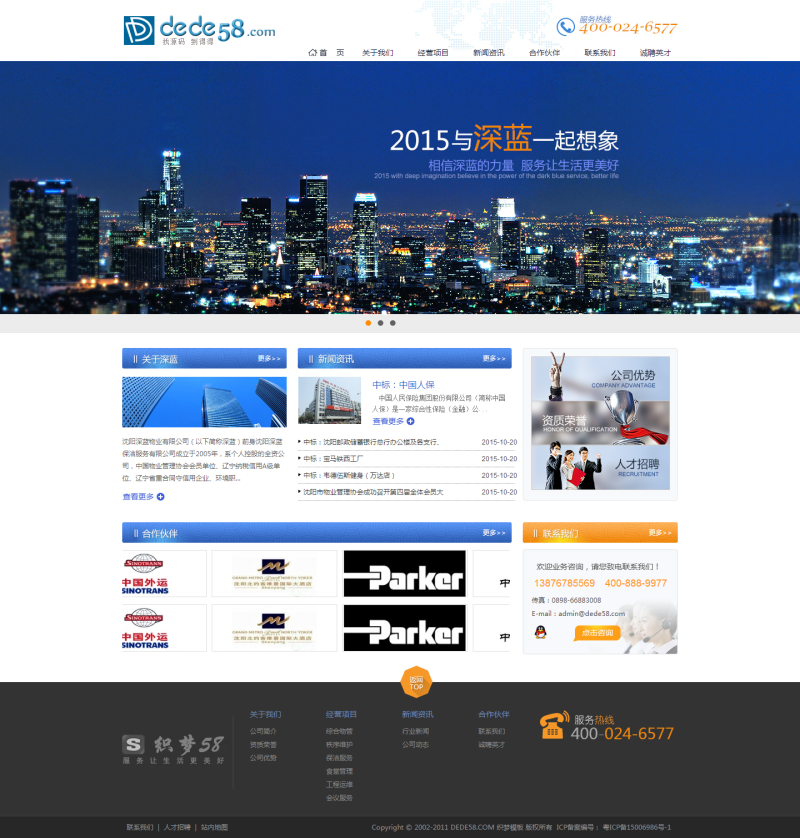 dede58.com
找源码 到得得
服务热线
400-024-6577
首 页 关于我们 经营项目 新闻资讯 合作伙伴 联系我们 诚聘英才
2015与深蓝一起想象
相信深蓝的力量 服务让生活更美好
2015 with deep imagination believe in the power of the dark blue service, better life
关于深蓝 更多>>
沈阳深蓝物业有限公司（以下简称深蓝）前身沈阳深蓝
保洁服务有限公司成立于2005年，系个人控股的全资公
司，中国物业管理协会会员单位、辽宁纳税信用A级单
位、辽宁省重合同守信用企业、环境职...
查看更多
新闻资讯 更多>>
中标：中国人保
中国人民保险集团股份有限公司（简称中国
人保）是一家综合性保险（金融）公...
查看更多
中标：沈阳邮政储蓄银行总行办公楼及各支行、 2015-10-20
中标：宝马铁西工厂 2015-10-20
中标：韦德伍斯健身（万达店） 2015-10-20
沈阳市物业管理协会成功召开第四届全体会员大 2015-10-20
公司优势
COMPANY ADVANTAGE
资质荣誉
HONOR OF QUALIFICATION
人才招聘
RECRUITMENT
合作伙伴 更多>>
SINOTRANS
中国外运
SINOTRANS
Parker
中
SINOTRANS
中国外运
SINOTRANS
Parker
中
联系我们 更多>>
欢迎业务咨询，请您致电联系我们！
13876785569 400-888-9977
传真：0898-66883008
E-mail：admin@dede58.com
点击咨询
返回
TOP
S 织梦58
服务让生活更美好
关于我们
公司简介
资质荣誉
公司优势
经营项目
综合物管
秩序维护
保洁服务
食堂管理
工程运维
会议服务
新闻资讯
行业新闻
公司动态
合作伙伴
联系我们
诚聘英才
服务热线
400-024-6577
联系我们 | 人才招聘 | 站内地图
Copyright © 2002-2011 DEDE58.COM 织梦模板 版权所有 ICP备案编号： 粤ICP备15006986号-1